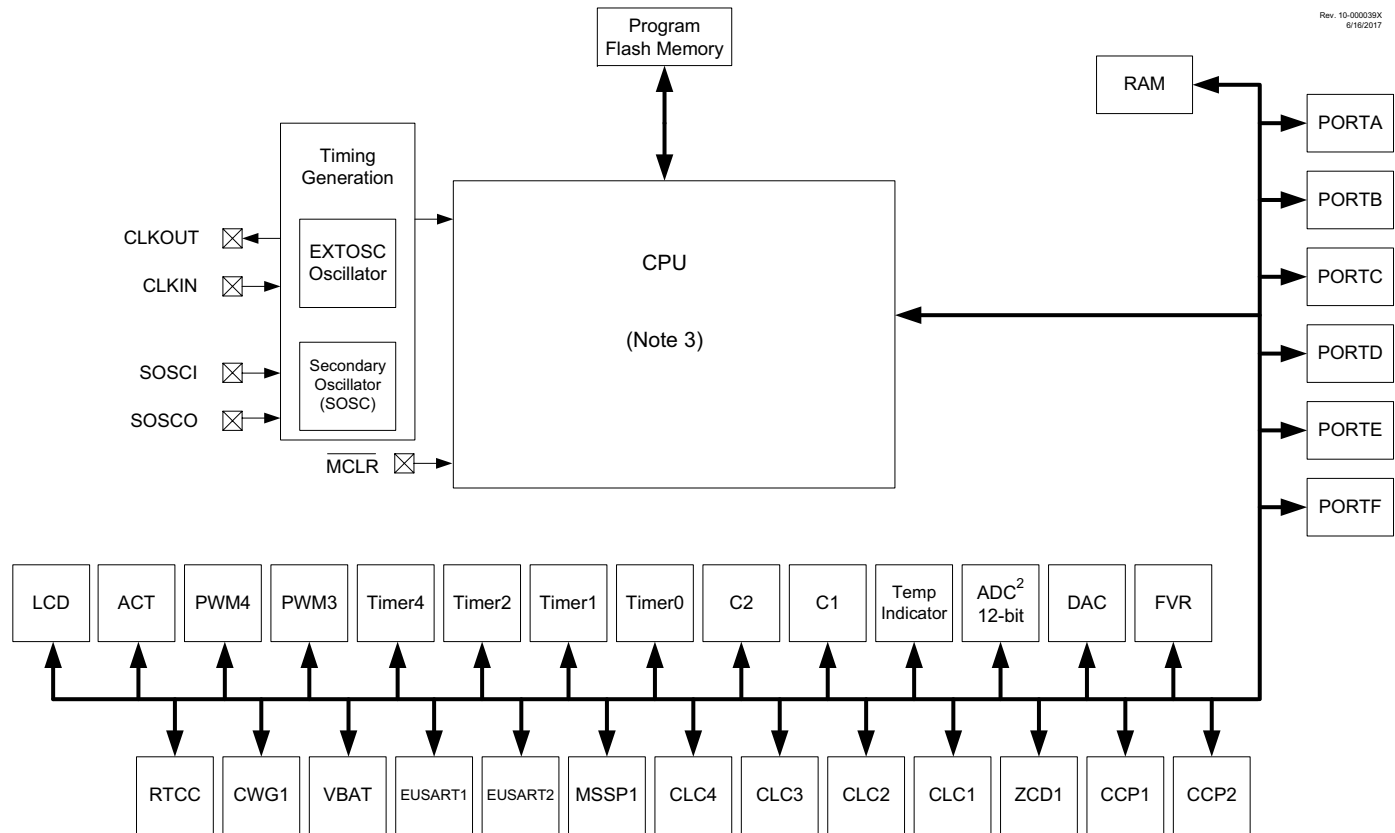 Rev. 10-000039X
6/16/2017
Program
Flash Memory
RAM
PORTA
PORTB
PORTC
PORTD
PORTE
PORTF
Timing
Generation
EXTOSC
Oscillator
Secondary
Oscillator
(SOSC)
CLKOUT
CLKIN
SOSCI
SOSCO
MCLR
CPU
(Note 3)
LCD
ACT
PWM4
PWM3
Timer4
Timer2
Timer1
Timer0
C2
C1
Temp
Indicator
ADC2
12-bit
DAC
FVR
RTCC
CWG1
VBAT
EUSART1
EUSART2
MSSP1
CLC4
CLC3
CLC2
CLC1
ZCD1
CCP1
CCP2